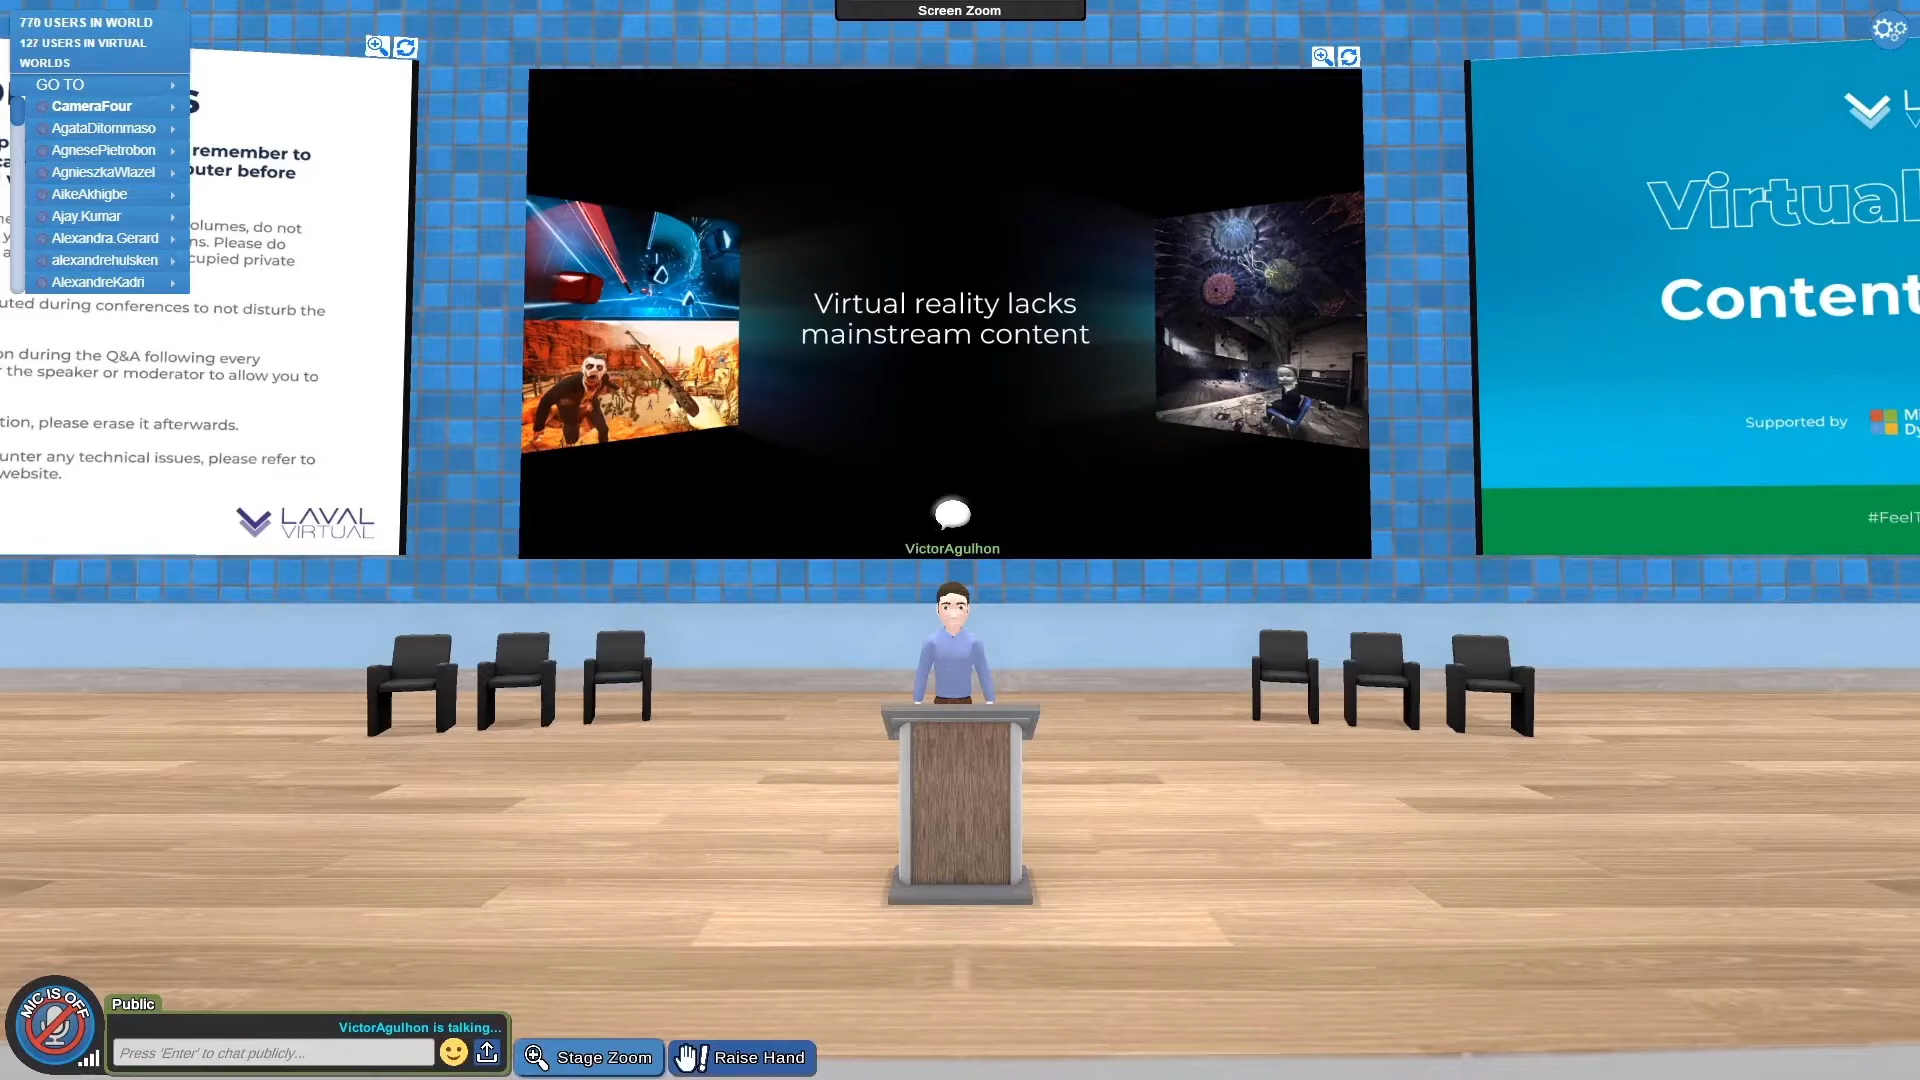 Screen Zoom
770 USERS IN WORLD
127 USERS IN VIRTUAL
WORLDS
GO TO
CameraFour
AgataDitommaso
AgnesePietrobon
AgnieszkaWlazel
AikeAkhigbe
Ajay.Kumar
Alexandra.Gerard
alexandrehulsken
AlexandreKadri
remember to
outer before
olumes, do not
ns. Please do
cupied private
uted during conferences to not disturb the
on during the Q&A following every
r the speaker or moderator to allow you to
tion, please erase it afterwards.
unter any technical issues, please refer to
website.
LAVAL
VIRTUAL
Virtual reality lacks
mainstream content
VictorAgulhon
Virtual
Content
Supported by
#FeelT
MIC IS OFF
Public
VictorAgulhon is talking...
Press 'Enter' to chat publicly...
Stage Zoom
Raise Hand